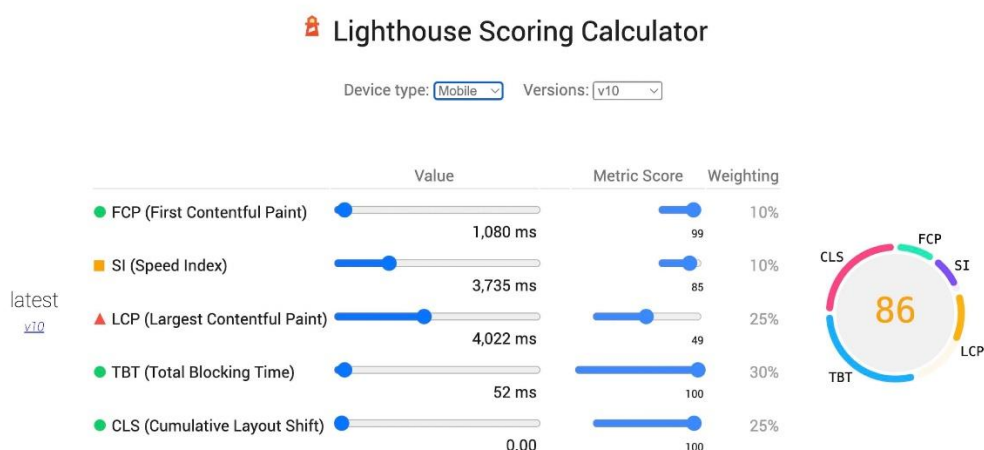 Lighthouse Scoring Calculator
Device type: Mobile Versions: v10
Value Metric Score Weighting
FCP (First Contentful Paint) 10%
1,080 ms 99
SI (Speed Index) 10%
3,735 ms 85
latest
v10
LCP (Largest Contentful Paint) 25%
4,022 ms 49
TBT (Total Blocking Time) 30%
52 ms 100
CLS (Cumulative Layout Shift) 25%
0.00 100
FCP
CLS
SI
86
LCP
TBT